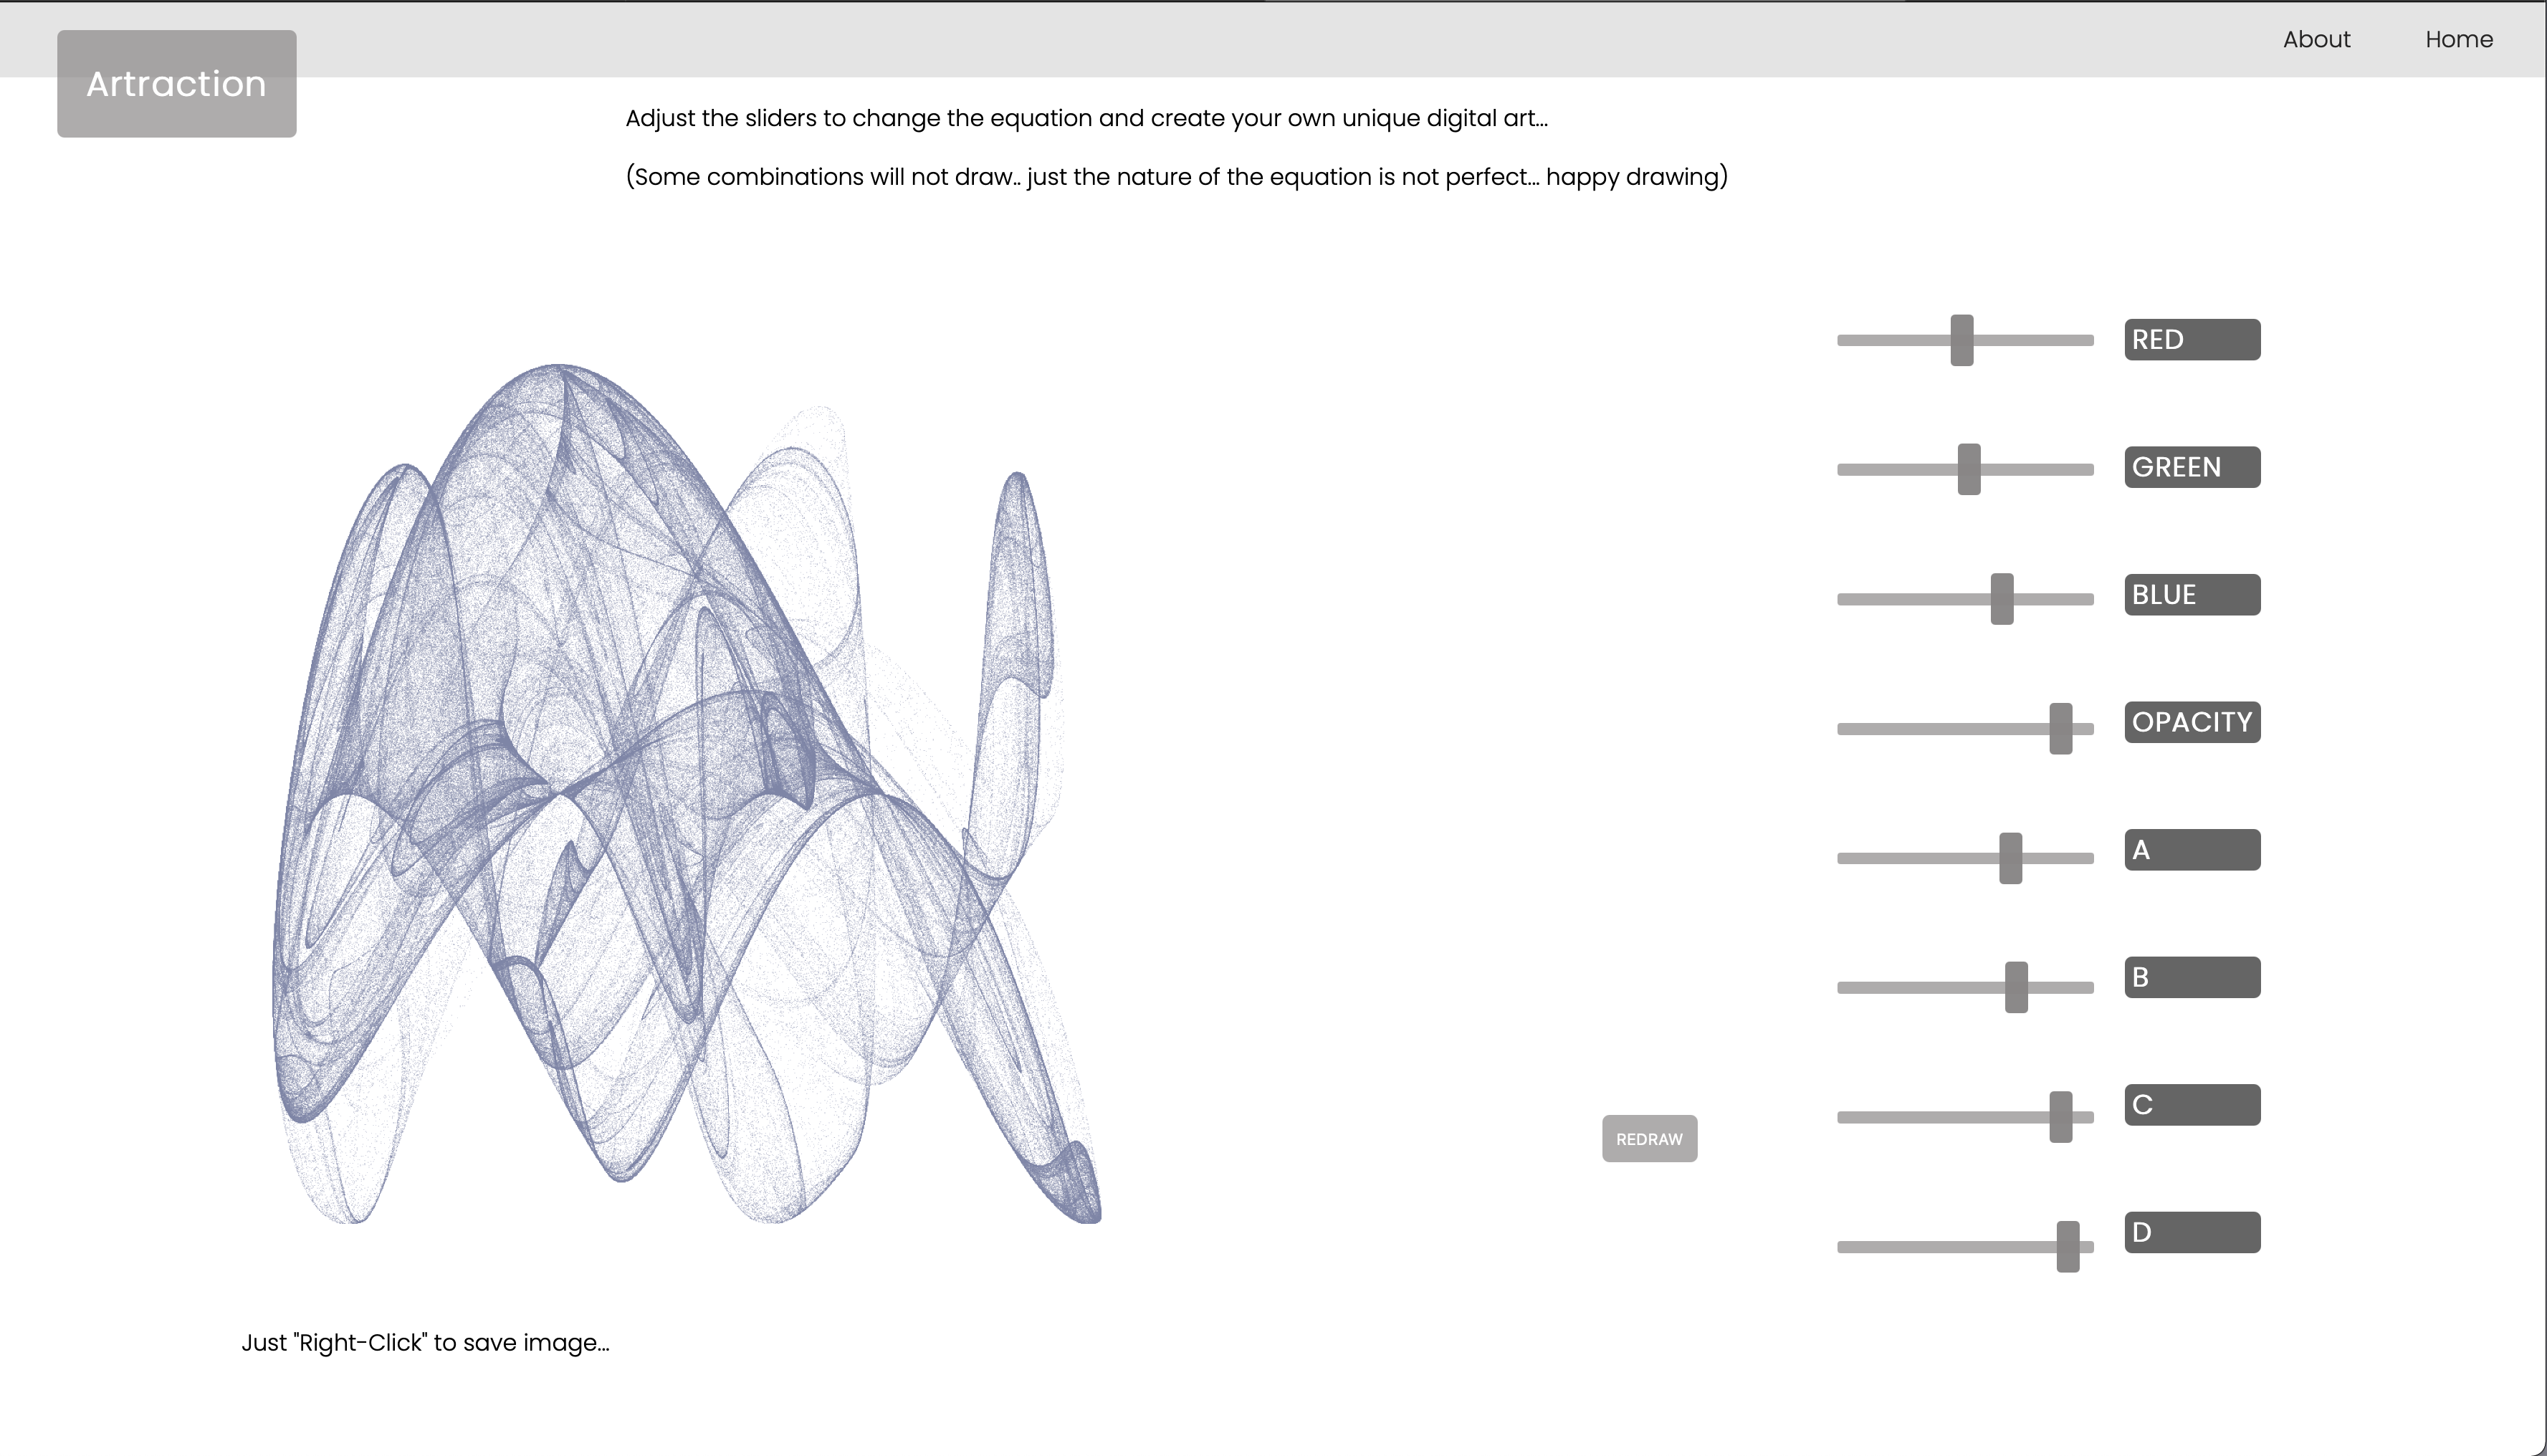 About Home
Artraction
Adjust the sliders to change the equation and create your own unique digital art...
(Some combinations will not draw.. just the nature of the equation is not perfect... happy drawing)
RED
GREEN
BLUE
OPACITY
A
B
C
REDRAW
D
Just "Right-Click" to save image...